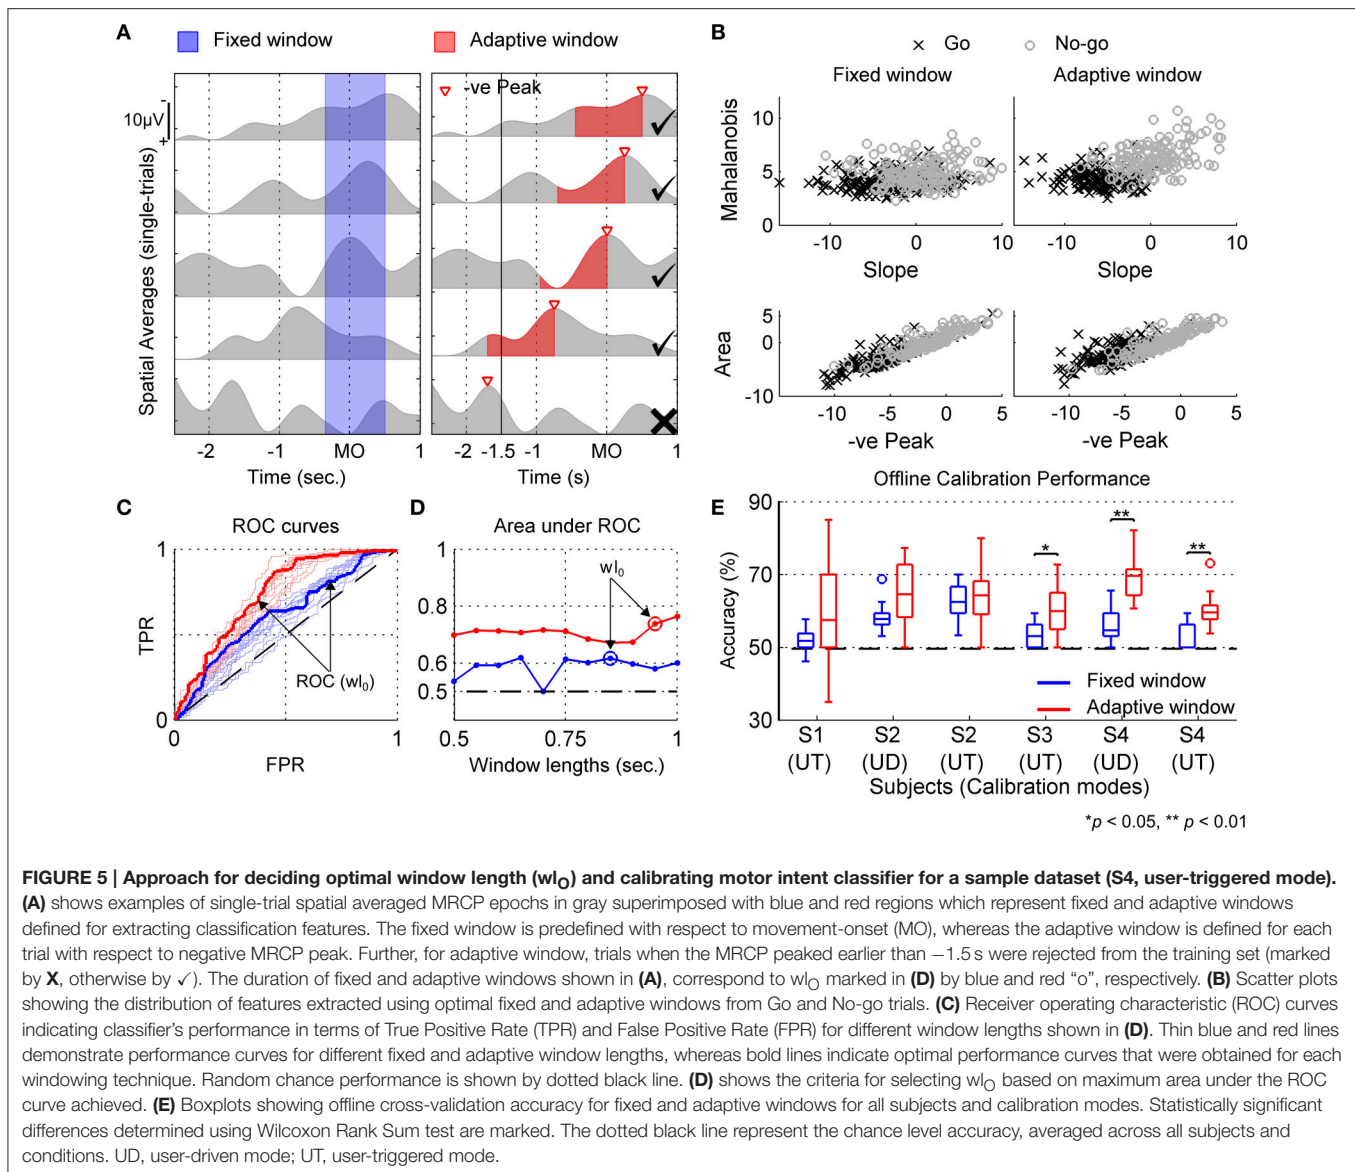 A
Fixed window
Adaptive window
-ve Peak
10µV
-
+
Spatial Averages (single-trials)
-2 -1 MO 1
Time (sec.)
-2 -1.5 -1 MO 1
Time (s)
B
Go No-go
Fixed window Adaptive window
Mahalanobis
10
5
0
-10 0 10
Slope
-10 0 10
Slope
Area
5
0
-10
-10 -5 0 5
-ve Peak
-10 -5 0 5
-ve Peak
C
ROC curves
1
TPR
ROC (wlo)
0
0 1
FPR
D
Area under ROC
wlo
1
0.8
0.6
0.5
0.4
0.5 0.75 1
Window lengths (sec.)
Offline Calibration Performance
E
90
70
50
30
Accuracy (%)
* ** **
Fixed window
Adaptive window
S1 S2 S2 S3 S4 S4
(UT) (UD) (UT) (UT) (UD) (UT)
Subjects (Calibration modes)
*p < 0.05, ** p < 0.01
FIGURE 5 | Approach for deciding optimal window length (wlO) and calibrating motor intent classifier for a sample dataset (S4, user-triggered mode).
(A) shows examples of single-trial spatial averaged MRCP epochs in gray superimposed with blue and red regions which represent fixed and adaptive windows
defined for extracting classification features. The fixed window is predefined with respect to movement-onset (MO), whereas the adaptive window is defined for each
trial with respect to negative MRCP peak. Further, for adaptive window, trials when the MRCP peaked earlier than −1.5 s were rejected from the training set (marked
by X, otherwise by ✓). The duration of fixed and adaptive windows shown in (A), correspond to wlO marked in (D) by blue and red "o", respectively. (B) Scatter plots
showing the distribution of features extracted using optimal fixed and adaptive windows from Go and No-go trials. (C) Receiver operating characteristic (ROC) curves
indicating classifier's performance in terms of True Positive Rate (TPR) and False Positive Rate (FPR) for different window lengths shown in (D). Thin blue and red lines
demonstrate performance curves for different fixed and adaptive window lengths, whereas bold lines indicate optimal performance curves that were obtained for each
windowing technique. Random chance performance is shown by dotted black line. (D) shows the criteria for selecting wlO based on maximum area under the ROC
curve achieved. (E) Boxplots showing offline cross-validation accuracy for fixed and adaptive windows for all subjects and calibration modes. Statistically significant
differences determined using Wilcoxon Rank Sum test are marked. The dotted black line represent the chance level accuracy, averaged across all subjects and
conditions. UD, user-driven mode; UT, user-triggered mode.